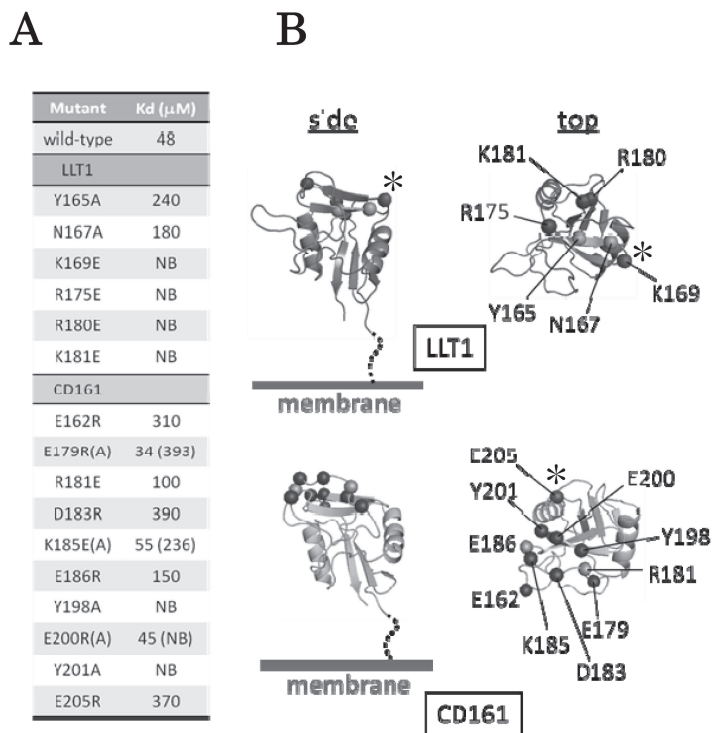 A
B
Mutant Kd (μM)
wild-type 48
LLT1
Y165A 240
N167A 180
K169E NB
R175E NB
R180E NB
K181E NB
CD161
E162R 310
E179R(A) 34 (393)
R181E 100
D183R 390
K185E(A) 55 (236)
E186R 150
Y198A NB
E200R(A) 45 (NB)
Y201A NB
E205R 370
side
top
K181
R180
*
R175
*
K169
Y165
N167
LLT1
membrane
E205
*
E200
Y201
E186
Y198
R181
E162
E179
K185
D183
membrane
CD161